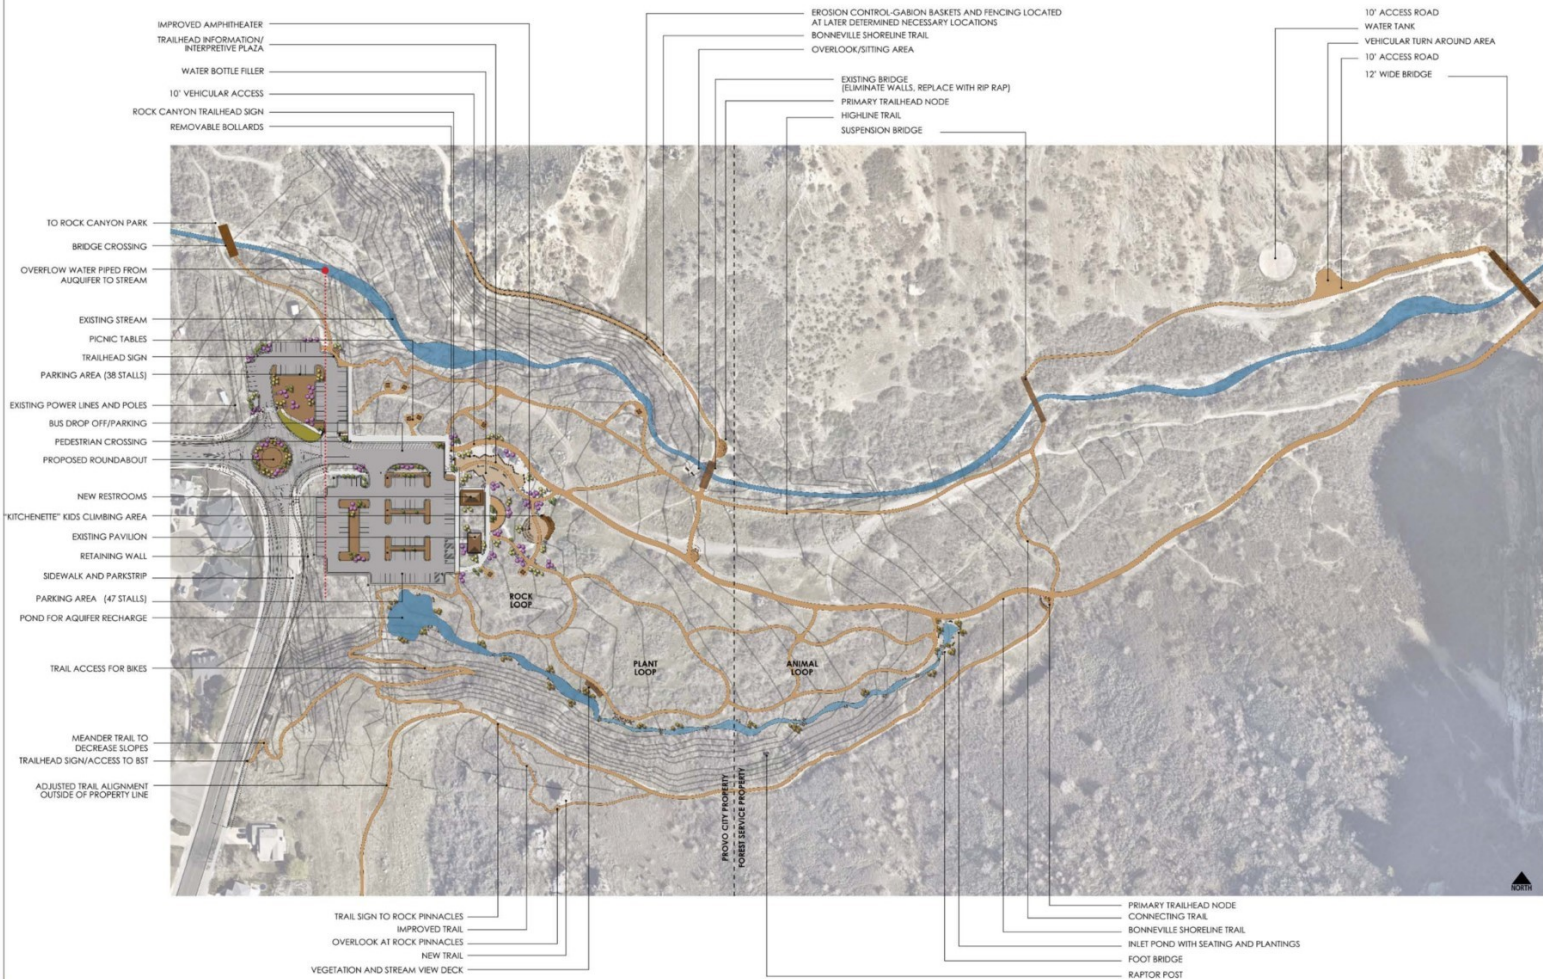 IMPROVED AMPHITHEATER
TRAILHEAD INFORMATION/
INTERPRETIVE PLAZA
WATER BOTTLE FILLER
10' VEHICULAR ACCESS
ROCK CANYON TRAILHEAD SIGN
REMOVABLE BOLLARDS
EROSION CONTROL-GABION BASKETS AND FENCING LOCATED
AT LATER DETERMINED NECESSARY LOCATIONS
BONNEVILLE SHORELINE TRAIL
OVERLOOK/SITTING AREA
EXISTING BRIDGE
(ELIMINATE WALLS, REPLACE WITH RIP RAP)
PRIMARY TRAILHEAD NODE
HIGHLINE TRAIL
SUSPENSION BRIDGE
10' ACCESS ROAD
WATER TANK
VEHICULAR TURN AROUND AREA
10' ACCESS ROAD
12' WIDE BRIDGE
TO ROCK CANYON PARK
BRIDGE CROSSING
OVERFLOW WATER PIPED FROM
AUQUIFER TO STREAM
EXISTING STREAM
PICNIC TABLES
TRAILHEAD SIGN
PARKING AREA (38 STALLS)
EXISTING POWER LINES AND POLES
BUS DROP OFF/PARKING
PEDESTRIAN CROSSING
PROPOSED ROUNDABOUT
NEW RESTROOMS
"KITCHENETTE" KIDS CLIMBING AREA
EXISTING PAVILION
RETAINING WALL
SIDEWALK AND PARKSTRIP
PARKING AREA (47 STALLS)
POND FOR AQUIFER RECHARGE
TRAIL ACCESS FOR BIKES
MEANDER TRAIL TO
DECREASE SLOPES
TRAILHEAD SIGN/ACCESS TO BST
ADJUSTED TRAIL ALIGNMENT
OUTSIDE OF PROPERTY LINE
ROCK
LOOP
PLANT
LOOP
ANIMAL
LOOP
PROVO CITY PROPERTY
FOREST SERVICE PROPERTY
NORTH
TRAIL SIGN TO ROCK PINNACLES
IMPROVED TRAIL
OVERLOOK AT ROCK PINNACLES
NEW TRAIL
VEGETATION AND STREAM VIEW DECK
PRIMARY TRAILHEAD NODE
CONNECTING TRAIL
BONNEVILLE SHORELINE TRAIL
INLET POND WITH SEATING AND PLANTINGS
FOOT BRIDGE
RAPTOR POST